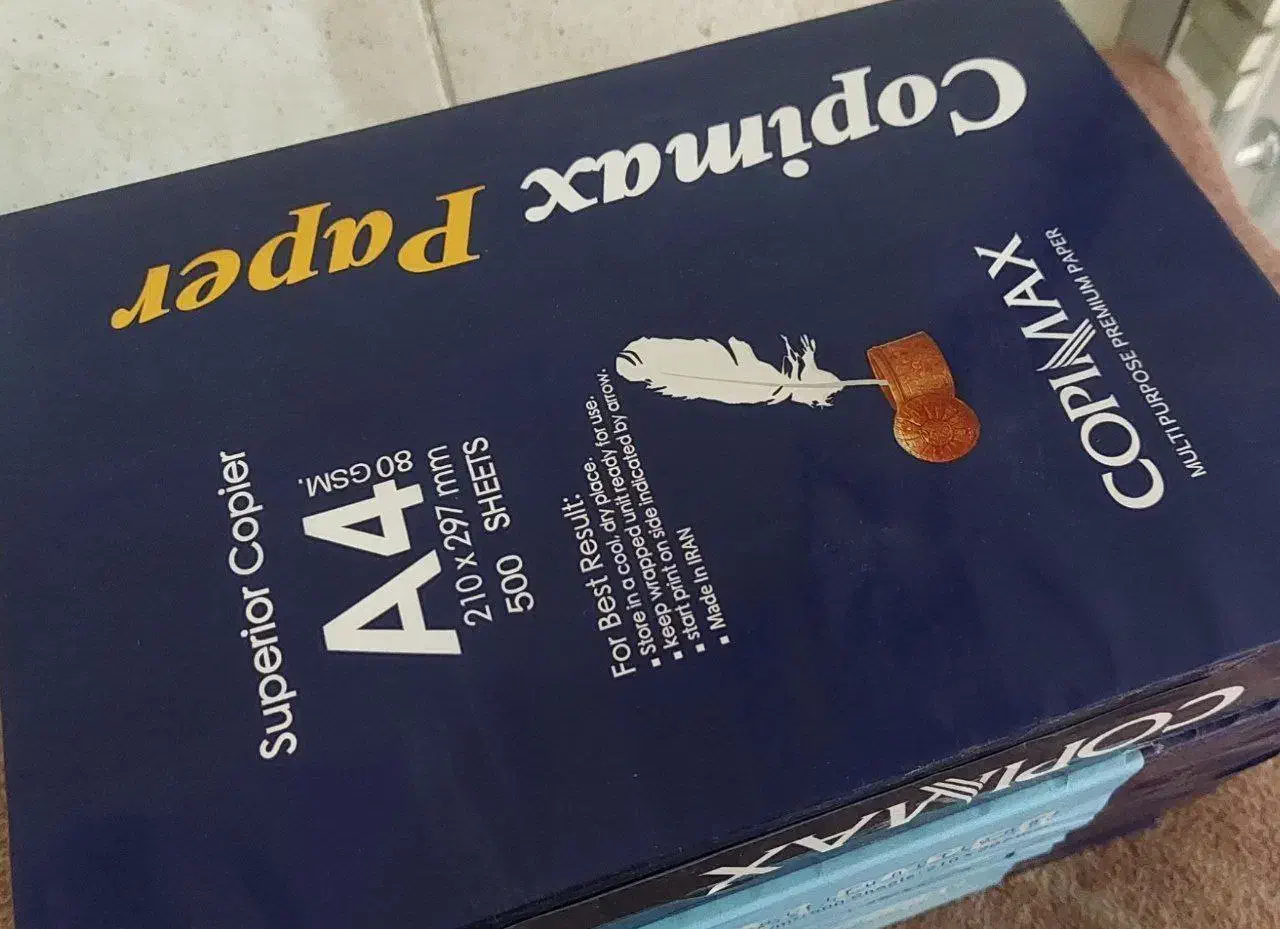 Copimax Paper
COPIMAX
MULTIPURPOSE PREMIUM PAPER
Superior Copier
A4
80 GSM.
210 x 297 mm
500 SHEETS
For Best Result:
▪ Store in a cool, dry place.
▪ keep wrapped unit ready for use.
▪ start print on side indicated by arrow.
▪ Made In IRAN
COPIMAX